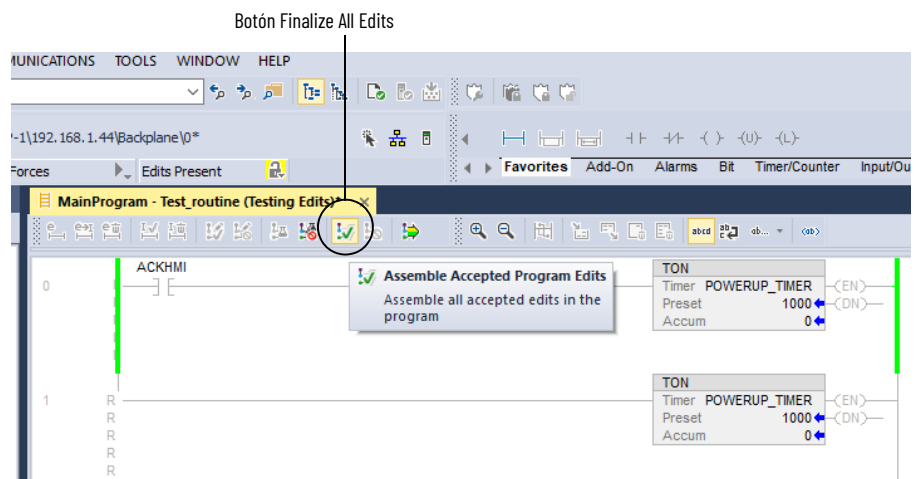 Botón Finalize All Edits
MUNICATIONS TOOLS WINDOW HELP
-1\192.168.1.44\Backplane\0*
Forces Edits Present
Favorites Add-On Alarms Bit Timer/Counter Input/Ou
MainProgram - Test_routine (Testing Edits)*
abcd ab... <ab>
ACKHMI
Assemble Accepted Program Edits
Assemble all accepted edits in the
program
0
TON
Timer POWERUP_TIMER (EN)
Preset 1000 (DN)
Accum 0
1
R
R
R
R
R
TON
Timer POWERUP_TIMER (EN)
Preset 1000 (DN)
Accum 0